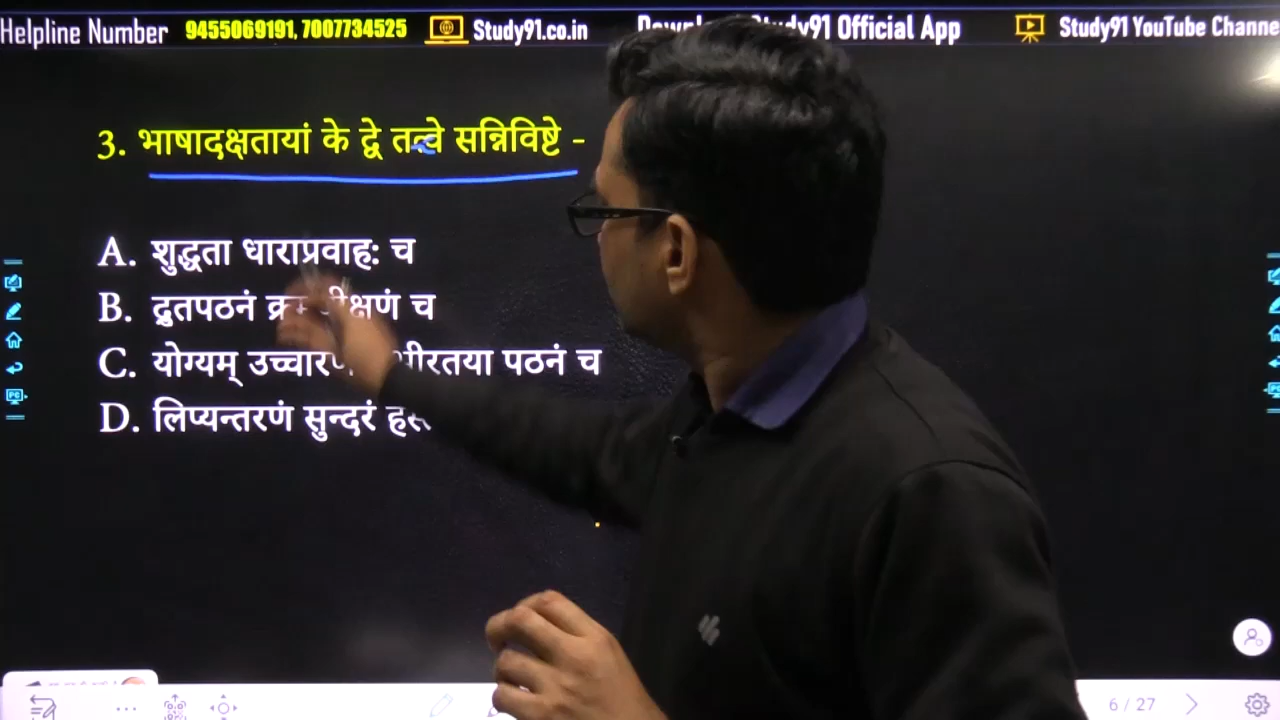 Helpline Number 9455069191, 7007734525 Study91.co.in Study91 Official App Study91 YouTube Channe
3. भाषादक्षतायां के द्वे तत्वे सन्निविष्टे -
A. शुद्धता धाराप्रवाह: च
B. द्रुतपठनं च
C. योग्यम् पठनं च
D. लिप्यन्तरणं सुन्दरं
6 / 27